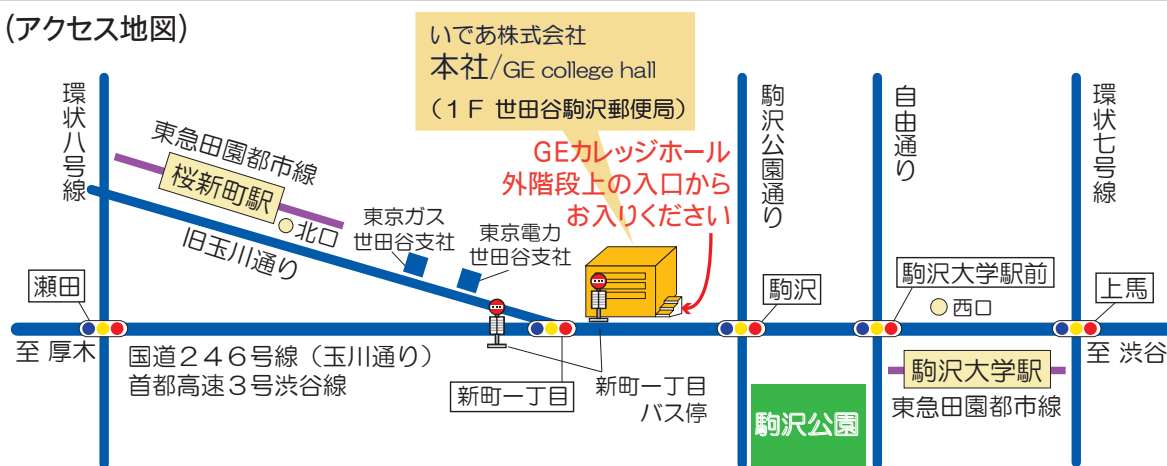 (アクセス地図)
いであ株式会社
本社/GE college hall
(1F 世田谷駒沢郵便局)
GEカレッジホール
外階段上の入口から
お入りください
環状八号線
東急田園都市線
桜新町駅
北口
旧玉川通り
東京ガス
世田谷支社
東京電力
世田谷支社
駒沢公園通り
自由通り
環状七号線
瀬田
駒沢
駒沢大学駅前
西口
上馬
至 厚木
国道246号線(玉川通り)
首都高速3号渋谷線
新町一丁目
新町一丁目
バス停
駒沢公園
駒沢大学駅
東急田園都市線
至 渋谷